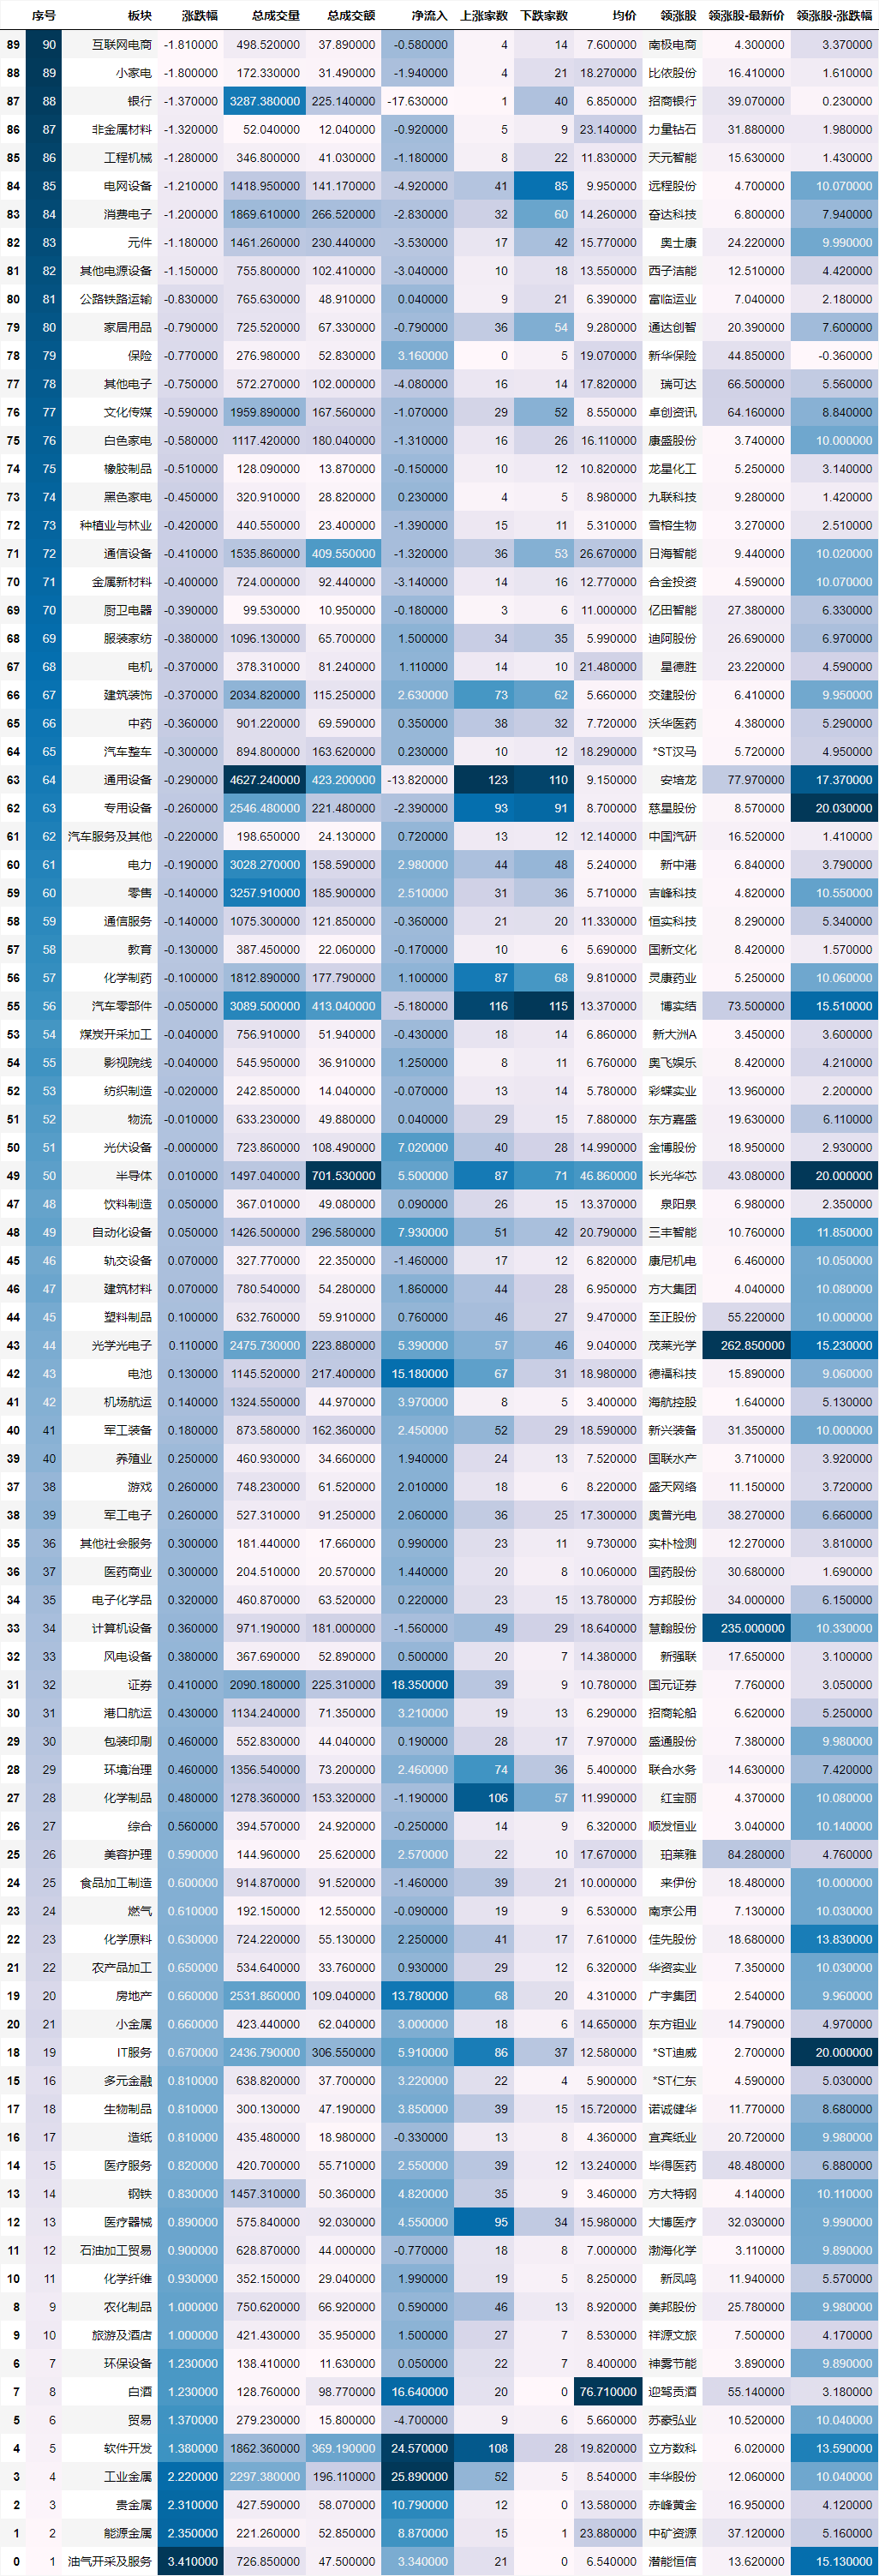 序号 板块 涨跌幅 总成交量 总成交额 净流入 上涨家数 下跌家数 均价 领涨股 领涨股-最新价 领涨股-涨跌幅
89 90 互联网电商 -1.810000 498.520000 37.890000 -0.580000 4 14 7.600000 南极电商 4.300000 3.370000
88 89 小家电 -1.800000 172.330000 31.490000 -1.940000 4 21 18.270000 比依股份 16.410000 1.610000
87 88 银行 -1.370000 3287.380000 225.140000 -17.630000 1 40 6.850000 招商银行 39.070000 0.230000
86 87 非金属材料 -1.320000 52.040000 12.040000 -0.920000 5 9 23.140000 力量钻石 31.880000 1.980000
85 86 工程机械 -1.280000 346.800000 41.030000 -1.180000 8 22 11.830000 天元智能 15.630000 1.430000
84 85 电网设备 -1.210000 1418.950000 141.170000 -4.920000 41 85 9.950000 远程股份 4.700000 10.070000
83 84 消费电子 -1.200000 1869.610000 266.520000 -2.830000 32 60 14.260000 奋达科技 6.800000 7.940000
82 83 元件 -1.180000 1461.260000 230.440000 -3.530000 17 42 15.770000 奥士康 24.220000 9.990000
81 82 其他电源设备 -1.150000 755.800000 102.410000 -3.040000 10 18 13.550000 西子洁能 12.510000 4.420000
80 81 公路铁路运输 -0.830000 765.630000 48.910000 0.040000 9 21 6.390000 富临运业 7.040000 2.180000
79 80 家居用品 -0.790000 725.520000 67.330000 -0.790000 36 54 9.280000 通达创智 20.390000 7.600000
78 79 保险 -0.770000 276.980000 52.830000 3.160000 0 5 19.070000 新华保险 44.850000 -0.360000
77 78 其他电子 -0.750000 572.270000 102.000000 -4.080000 16 14 17.820000 瑞可达 66.500000 5.560000
76 77 文化传媒 -0.590000 1959.890000 167.560000 -1.070000 29 52 8.550000 卓创资讯 64.160000 8.840000
75 76 白色家电 -0.580000 1117.420000 180.040000 -1.310000 16 26 16.110000 康盛股份 3.740000 10.000000
74 75 橡胶制品 -0.510000 128.090000 13.870000 -0.150000 10 12 10.820000 龙星化工 5.250000 3.140000
73 74 黑色家电 -0.450000 320.910000 28.820000 0.230000 4 5 8.980000 九联科技 9.280000 1.420000
72 73 种植业与林业 -0.420000 440.550000 23.400000 -1.390000 15 11 5.310000 雪榕生物 3.270000 2.510000
71 72 通信设备 -0.410000 1535.860000 409.550000 -1.320000 36 53 26.670000 日海智能 9.440000 10.020000
70 71 金属新材料 -0.400000 724.000000 92.440000 -3.140000 14 16 12.770000 合金投资 4.590000 10.070000
69 70 厨卫电器 -0.390000 99.530000 10.950000 -0.180000 3 6 11.000000 亿田智能 27.380000 6.330000
68 69 服装家纺 -0.380000 1096.130000 65.700000 1.500000 34 35 5.990000 迪阿股份 26.690000 6.970000
67 68 电机 -0.370000 378.310000 81.240000 1.110000 14 10 21.480000 星德胜 23.220000 4.590000
66 67 建筑装饰 -0.370000 2034.820000 115.250000 2.630000 73 62 5.660000 交建股份 6.410000 9.950000
65 66 中药 -0.360000 901.220000 69.590000 0.350000 38 32 7.720000 沃华医药 4.380000 5.290000
64 65 汽车整车 -0.300000 894.800000 163.620000 0.230000 10 12 18.290000 *ST汉马 5.720000 4.950000
63 64 通用设备 -0.290000 4627.240000 423.200000 -13.820000 123 110 9.150000 安培龙 77.970000 17.370000
62 63 专用设备 -0.260000 2546.480000 221.480000 -2.390000 93 91 8.700000 慈星股份 8.570000 20.030000
61 62 汽车服务及其他 -0.220000 198.650000 24.130000 0.720000 13 12 12.140000 中国汽研 16.520000 1.410000
60 61 电力 -0.190000 3028.270000 158.590000 2.980000 44 48 5.240000 新中港 6.840000 3.790000
59 60 零售 -0.140000 3257.910000 185.900000 2.510000 31 36 5.710000 吉峰科技 4.820000 10.550000
58 59 通信服务 -0.140000 1075.300000 121.850000 -0.360000 21 20 11.330000 恒实科技 8.290000 5.340000
57 58 教育 -0.130000 387.450000 22.060000 -0.170000 10 6 5.690000 国新文化 8.420000 1.570000
56 57 化学制药 -0.100000 1812.890000 177.790000 1.100000 87 68 9.810000 灵康药业 5.250000 10.060000
55 56 汽车零部件 -0.050000 3089.500000 413.040000 -5.180000 116 115 13.370000 博实结 73.500000 15.510000
53 54 煤炭开采加工 -0.040000 756.910000 51.940000 -0.430000 18 14 6.860000 新大洲A 3.450000 3.600000
54 55 影视院线 -0.040000 545.950000 36.910000 1.250000 8 11 6.760000 奥飞娱乐 8.420000 4.210000
52 53 纺织制造 -0.020000 242.850000 14.040000 -0.070000 13 14 5.780000 彩蝶实业 13.960000 2.200000
51 52 物流 -0.010000 633.230000 49.880000 0.040000 29 15 7.880000 东方嘉盛 19.630000 6.110000
50 51 光伏设备 -0.000000 723.860000 108.490000 7.020000 40 28 14.990000 金博股份 18.950000 2.930000
49 50 半导体 0.010000 1497.040000 701.530000 5.500000 87 71 46.860000 长光华芯 43.080000 20.000000
47 48 饮料制造 0.050000 367.010000 49.080000 0.090000 26 15 13.370000 泉阳泉 6.980000 2.350000
48 49 自动化设备 0.050000 1426.500000 296.580000 7.930000 51 42 20.790000 三丰智能 10.760000 11.850000
45 46 轨交设备 0.070000 327.770000 22.350000 -1.460000 17 12 6.820000 康尼机电 6.460000 10.050000
46 47 建筑材料 0.070000 780.540000 54.280000 1.860000 44 28 6.950000 方大集团 4.040000 10.080000
44 45 塑料制品 0.100000 632.760000 59.910000 0.760000 46 27 9.470000 至正股份 55.220000 10.000000
43 44 光学光电子 0.110000 2475.730000 223.880000 5.390000 57 46 9.040000 茂莱光学 262.850000 15.230000
42 43 电池 0.130000 1145.520000 217.400000 15.180000 67 31 18.980000 德福科技 15.890000 9.060000
41 42 机场航运 0.140000 1324.550000 44.970000 3.970000 8 5 3.400000 海航控股 1.640000 5.130000
40 41 军工装备 0.180000 873.580000 162.360000 2.450000 52 29 18.590000 新兴装备 31.350000 10.000000
39 40 养殖业 0.250000 460.930000 34.660000 1.940000 24 13 7.520000 国联水产 3.710000 3.920000
37 38 游戏 0.260000 748.230000 61.520000 2.010000 18 6 8.220000 盛天网络 11.150000 3.720000
38 39 军工电子 0.260000 527.310000 91.250000 2.060000 36 25 17.300000 奥普光电 38.270000 6.660000
35 36 其他社会服务 0.300000 181.440000 17.660000 0.990000 23 11 9.730000 实朴检测 12.270000 3.810000
36 37 医药商业 0.300000 204.510000 20.570000 1.440000 20 8 10.060000 国药股份 30.680000 1.690000
34 35 电子化学品 0.320000 460.870000 63.520000 0.220000 23 15 13.780000 方邦股份 34.000000 6.150000
33 34 计算机设备 0.360000 971.190000 181.000000 -1.560000 49 29 18.640000 慧翰股份 235.000000 10.330000
32 33 风电设备 0.380000 367.690000 52.890000 0.500000 20 7 14.380000 新强联 17.650000 3.100000
31 32 证券 0.410000 2090.180000 225.310000 18.350000 39 9 10.780000 国元证券 7.760000 3.050000
30 31 港口航运 0.430000 1134.240000 71.350000 3.210000 19 13 6.290000 招商轮船 6.620000 5.250000
29 30 包装印刷 0.460000 552.830000 44.040000 0.190000 28 17 7.970000 盛通股份 7.380000 9.980000
28 29 环境治理 0.460000 1356.540000 73.200000 2.460000 74 36 5.400000 联合水务 14.630000 7.420000
27 28 化学制品 0.480000 1278.360000 153.320000 -1.190000 106 57 11.990000 红宝丽 4.370000 10.080000
26 27 综合 0.560000 394.570000 24.920000 -0.250000 14 9 6.320000 顺发恒业 3.040000 10.140000
25 26 美容护理 0.590000 144.960000 25.620000 2.570000 22 10 17.670000 珀莱雅 84.280000 4.760000
24 25 食品加工制造 0.600000 914.870000 91.520000 -1.460000 39 21 10.000000 来伊份 18.480000 10.000000
23 24 燃气 0.610000 192.150000 12.550000 -0.090000 19 9 6.530000 南京公用 7.130000 10.030000
22 23 化学原料 0.630000 724.220000 55.130000 2.250000 41 17 7.610000 佳先股份 18.680000 13.830000
21 22 农产品加工 0.650000 534.640000 33.760000 0.930000 29 12 6.320000 华资实业 7.350000 10.030000
19 20 房地产 0.660000 2531.860000 109.040000 13.780000 68 20 4.310000 广宇集团 2.540000 9.960000
20 21 小金属 0.660000 423.440000 62.040000 3.000000 18 6 14.650000 东方钽业 14.790000 4.970000
18 19 IT服务 0.670000 2436.790000 306.550000 5.910000 86 37 12.580000 *ST迪威 2.700000 20.000000
15 16 多元金融 0.810000 638.820000 37.700000 3.220000 22 4 5.900000 *ST仁东 4.590000 5.030000
17 18 生物制品 0.810000 300.130000 47.190000 3.850000 39 15 15.720000 诺诚健华 11.770000 8.680000
16 17 造纸 0.810000 435.480000 18.980000 -0.330000 13 8 4.360000 宜宾纸业 20.720000 9.980000
14 15 医疗服务 0.820000 420.700000 55.710000 2.550000 39 12 13.240000 毕得医药 48.480000 6.880000
13 14 钢铁 0.830000 1457.310000 50.360000 4.820000 35 9 3.460000 方大特钢 4.140000 10.110000
12 13 医疗器械 0.890000 575.840000 92.030000 4.550000 95 34 15.980000 大博医疗 32.030000 9.990000
11 12 石油加工贸易 0.900000 628.870000 44.000000 -0.770000 18 8 7.000000 渤海化学 3.110000 9.890000
10 11 化学纤维 0.930000 352.150000 29.040000 1.990000 19 5 8.250000 新凤鸣 11.940000 5.570000
8 9 农化制品 1.000000 750.620000 66.920000 0.590000 46 13 8.920000 美邦股份 25.780000 9.980000
9 10 旅游及酒店 1.000000 421.430000 35.950000 1.500000 27 7 8.530000 祥源文旅 7.500000 4.170000
6 7 环保设备 1.230000 138.410000 11.630000 0.050000 22 7 8.400000 神雾节能 3.890000 9.890000
7 8 白酒 1.230000 128.760000 98.770000 16.640000 20 0 76.710000 迎驾贡酒 55.140000 3.180000
5 6 贸易 1.370000 279.230000 15.800000 -4.700000 9 6 5.660000 苏豪弘业 10.520000 10.040000
4 5 软件开发 1.380000 1862.360000 369.190000 24.570000 108 28 19.820000 立方数科 6.020000 13.590000
3 4 工业金属 2.220000 2297.380000 196.110000 25.890000 52 5 8.540000 丰华股份 12.060000 10.040000
2 3 贵金属 2.310000 427.590000 58.070000 10.790000 12 0 13.580000 赤峰黄金 16.950000 4.120000
1 2 能源金属 2.350000 221.260000 52.850000 8.870000 15 1 23.880000 中矿资源 37.120000 5.160000
0 1 油气开采及服务 3.410000 726.850000 47.500000 3.340000 21 0 6.540000 潜能恒信 13.620000 15.130000